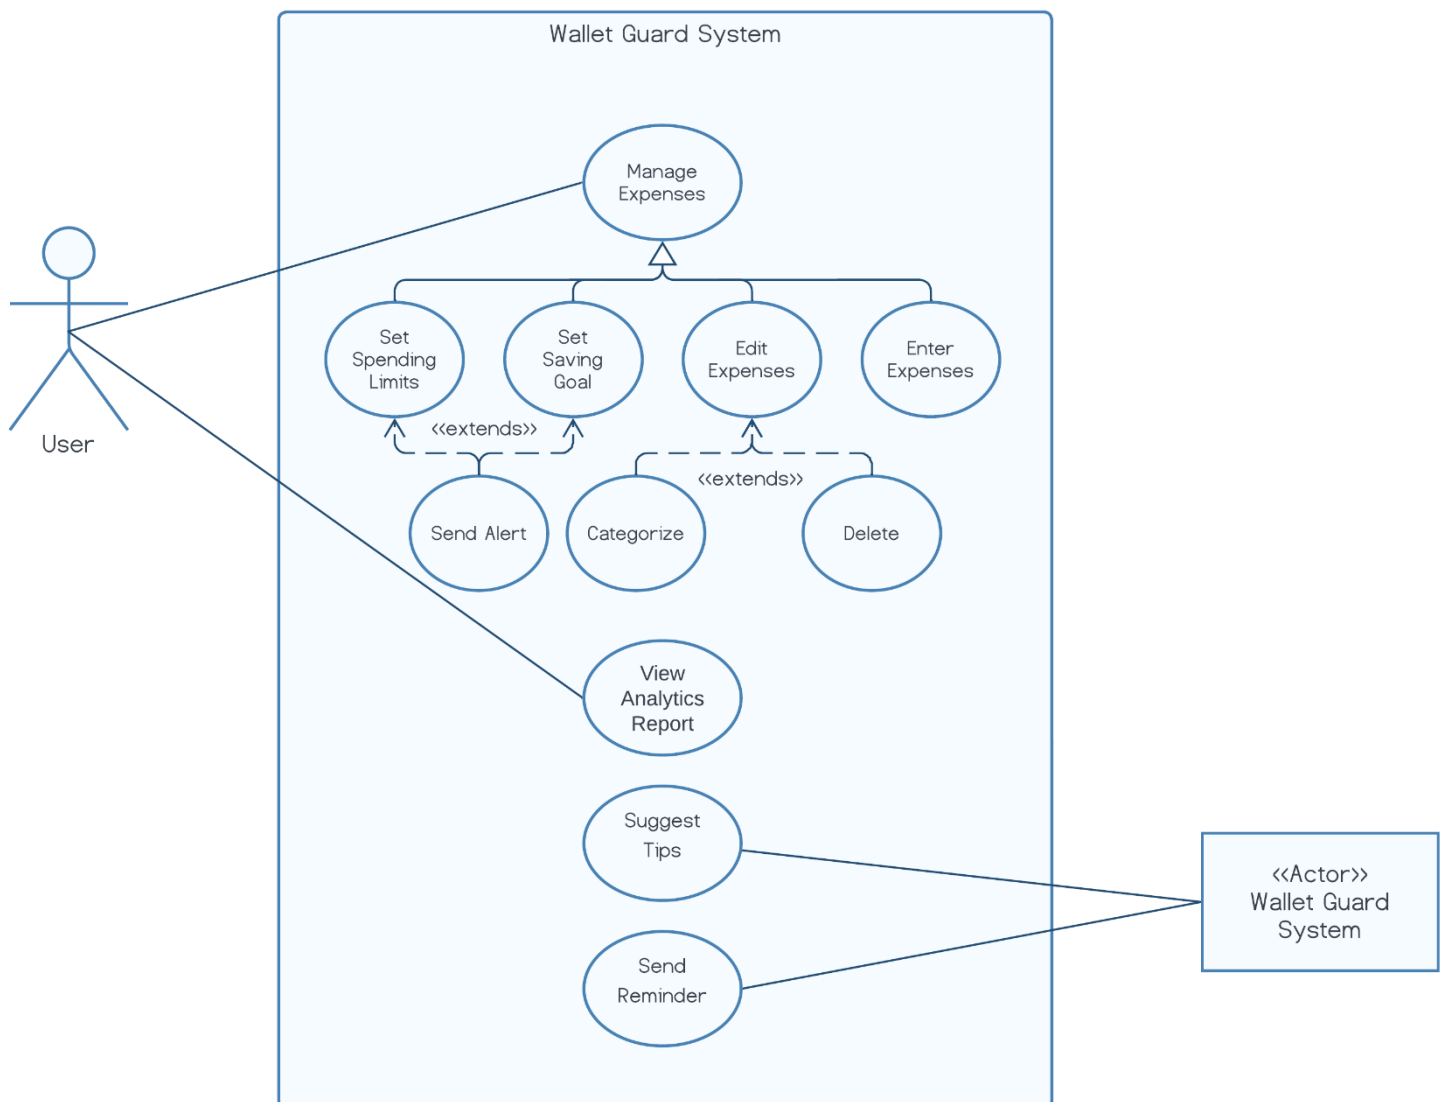 Wallet Guard System
Manage
Expenses
Set
Spending
Limits
Set
Saving
Goal
Edit
Expenses
Enter
Expenses
<<extends>>
User
<<extends>>
Send Alert
Categorize
Delete
View
Analytics
Report
Suggest
Tips
<<Actor>>
Wallet Guard
System
Send
Reminder